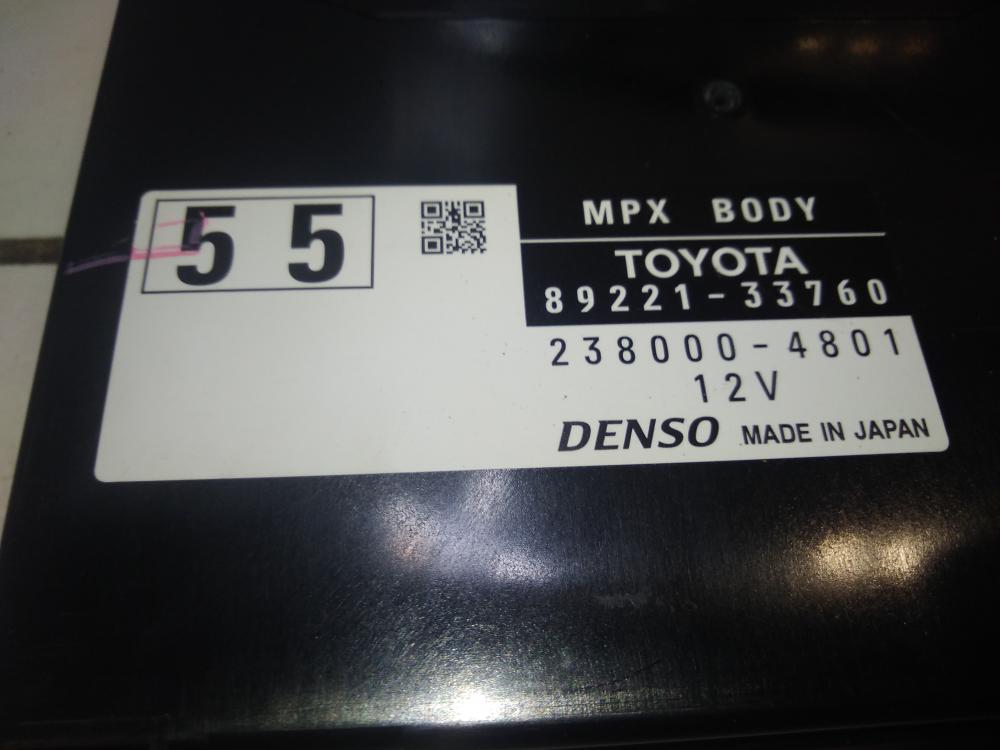 55
MPX BODY
TOYOTA
89221-33760
238000-4801
12V
DENSO MADE IN JAPAN